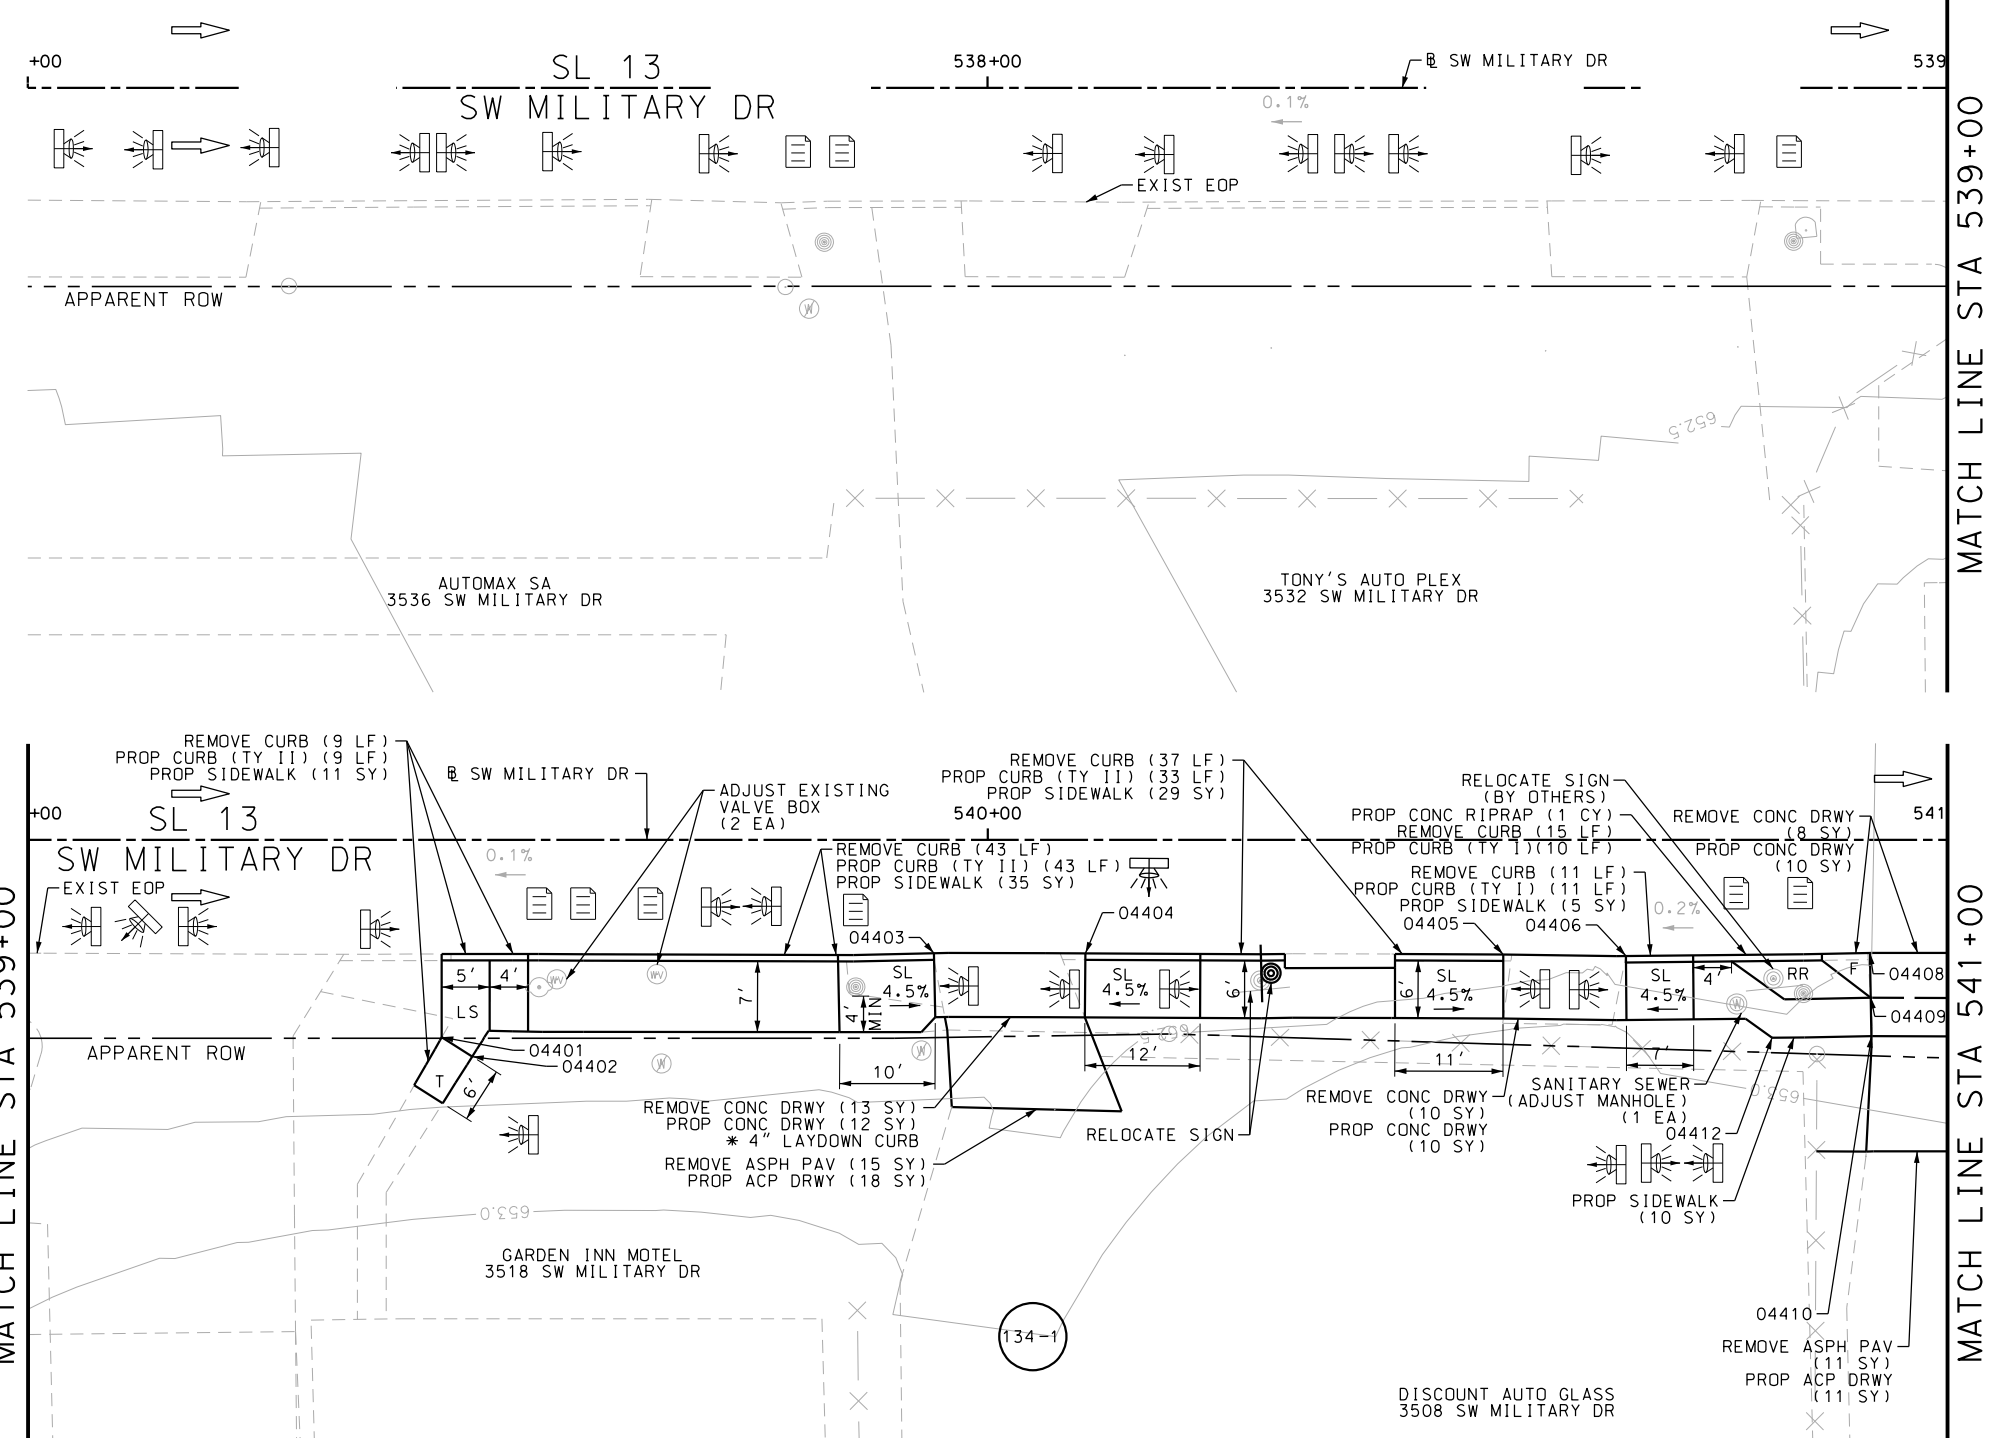 +00
SL 13
538+00
℄ SW MILITARY DR
539
SW MILITARY DR
0.1%
EXIST EOP
APPARENT ROW
W
652.5
AUTOMAX SA
3536 SW MILITARY DR
TONY'S AUTO PLEX
3532 SW MILITARY DR
MATCH LINE STA 539+00
MATCH LINE STA 539+00
REMOVE CURB (9 LF)
PROP CURB (TY II) (9 LF)
PROP SIDEWALK (11 SY)
℄ SW MILITARY DR
ADJUST EXISTING
VALVE BOX
(2 EA)
REMOVE CURB (37 LF)
PROP CURB (TY II) (33 LF)
PROP SIDEWALK (29 SY)
RELOCATE SIGN
(BY OTHERS)
PROP CONC RIPRAP (1 CY)
REMOVE CURB (15 LF)
PROP CURB (TY I)(10 LF)
REMOVE CONC DRWY
(8 SY)
PROP CONC DRWY
(10 SY)
+00
SL 13
540+00
541
SW MILITARY DR
0.1%
REMOVE CURB (43 LF)
PROP CURB (TY II) (43 LF)
PROP SIDEWALK (35 SY)
REMOVE CURB (11 LF)
PROP CURB (TY I) (11 LF)
PROP SIDEWALK (5 SY)
EXIST EOP
0.2%
04403
04404
04405
04406
5'
4'
LS
WV
WV
7'
SL
4.5%
4'
MIN
SL
4.5%
6'
6'
SL
4.5%
SL
4.5%
4'
RR
F
W
04408
04409
APPARENT ROW
04401
04402
T
6'
W
W
10'
652.5
12'
11'
7'
653.0
REMOVE CONC DRWY (13 SY)
PROP CONC DRWY (12 SY)
* 4" LAYDOWN CURB
REMOVE ASPH PAV (15 SY)
PROP ACP DRWY (18 SY)
RELOCATE SIGN
REMOVE CONC DRWY
(10 SY)
PROP CONC DRWY
(10 SY)
SANITARY SEWER
(ADJUST MANHOLE)
(1 EA)
04412
PROP SIDEWALK
(10 SY)
653.0
GARDEN INN MOTEL
3518 SW MILITARY DR
134-1
04410
REMOVE ASPH PAV
(11 SY)
PROP ACP DRWY
(11 SY)
DISCOUNT AUTO GLASS
3508 SW MILITARY DR
MATCH LINE STA 541+00